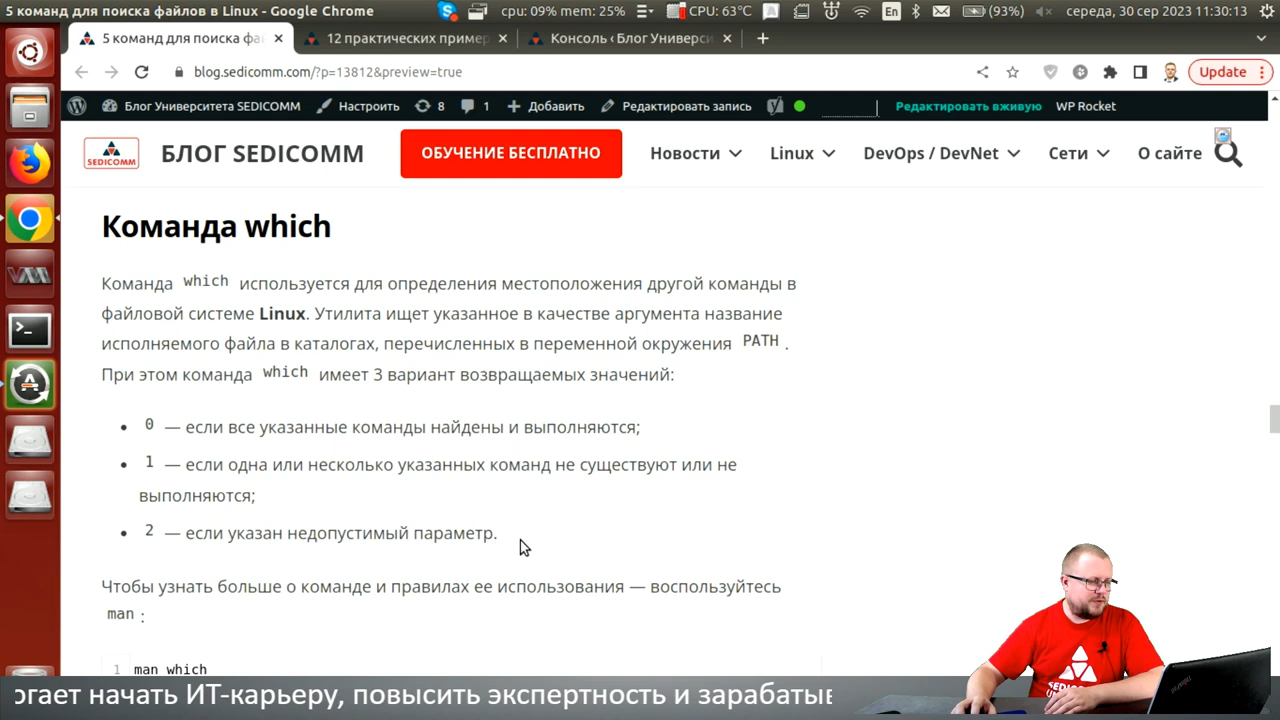 5 команд для поиска файлов в Linux - Google Chrome
cpu: 09% mem: 25%
CPU: 63°C
A
En
(93%)
середа, 30 сер 2023 11:30:13
5 команд для поиска фа
12 практических пример
Консоль ‹ Блог Универси
blog.sedicomm.com/?p=13812&preview=true
Update
Блог Университета SEDICOMM
Настроить
8
1
Добавить
Редактировать запись
Редактировать вживую
WP Rocket
SEDICOMM
БЛОГ SEDICOMM
ОБУЧЕНИЕ БЕСПЛАТНО
Новости
Linux
DevOps / DevNet
Сети
О сайте
Команда which
Команда which используется для определения местоположения другой команды в
файловой системе Linux. Утилита ищет указанное в качестве аргумента название
исполняемого файла в каталогах, перечисленных в переменной окружения PATH .
При этом команда which имеет 3 вариант возвращаемых значений:
• 0 — если все указанные команды найдены и выполняются;
• 1 — если одна или несколько указанных команд не существуют или не
выполняются;
• 2 — если указан недопустимый параметр.
Чтобы узнать больше о команде и правилах ее использования — воспользуйтесь
man :
1 man which
SEDICOMM
огает начать ИТ-карьеру, повысить экспертность и зарабатыв